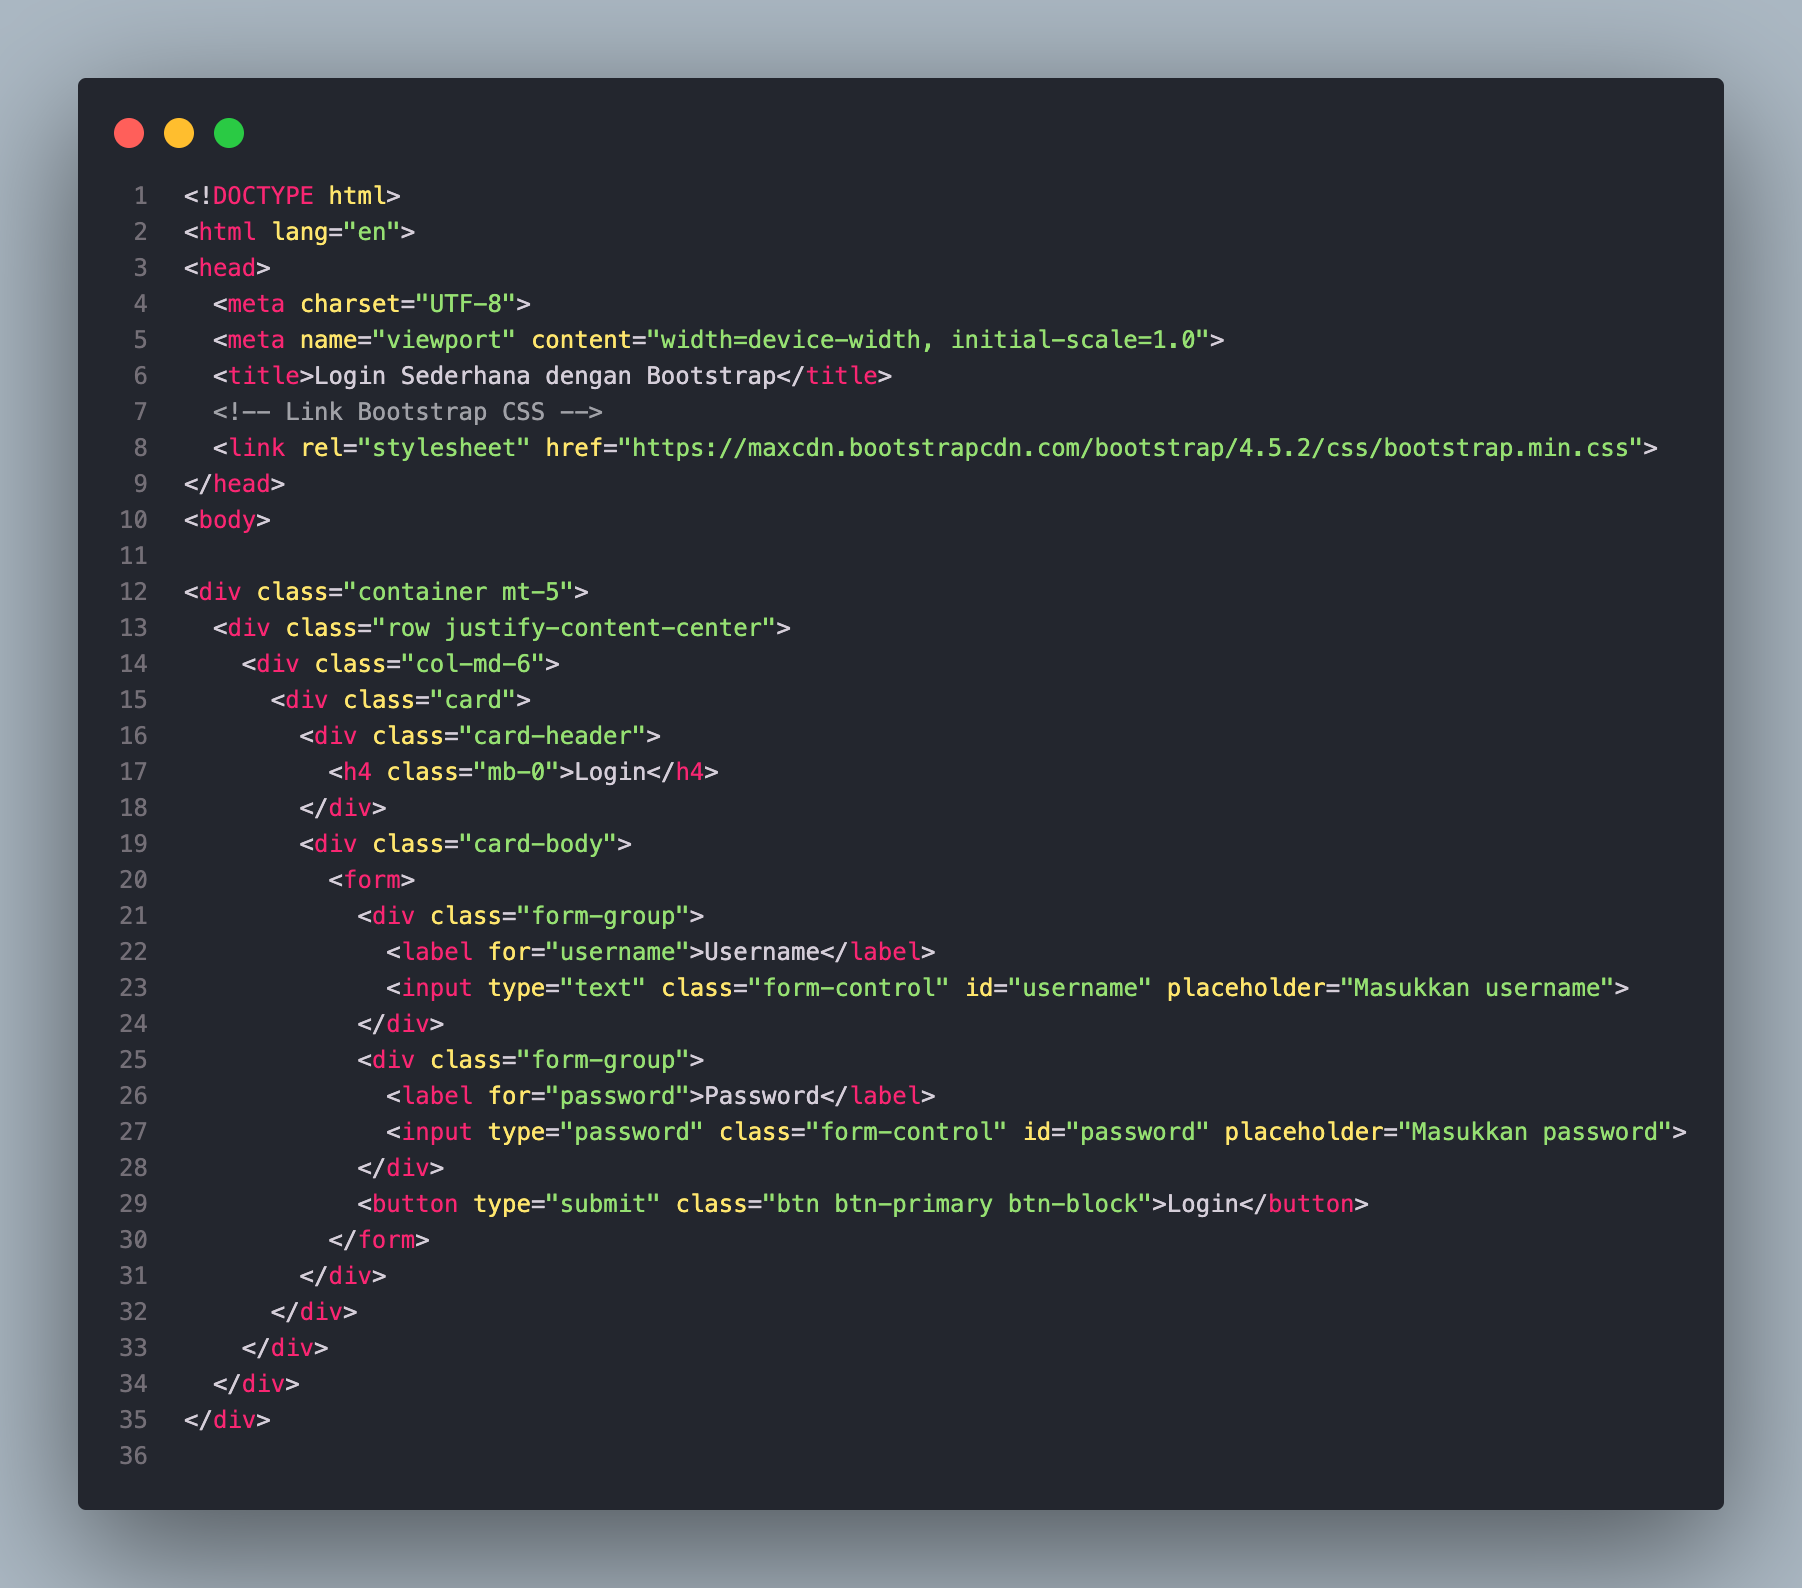 1 <!DOCTYPE html>
2 <html lang="en">
3 <head>
4   <meta charset="UTF-8">
5   <meta name="viewport" content="width=device-width, initial-scale=1.0">
6   <title>Login Sederhana dengan Bootstrap</title>
7   <!-- Link Bootstrap CSS -->
8   <link rel="stylesheet" href="https://maxcdn.bootstrapcdn.com/bootstrap/4.5.2/css/bootstrap.min.css">
9 </head>
10 <body>
11
12 <div class="container mt-5">
13   <div class="row justify-content-center">
14     <div class="col-md-6">
15       <div class="card">
16         <div class="card-header">
17           <h4 class="mb-0">Login</h4>
18         </div>
19         <div class="card-body">
20           <form>
21             <div class="form-group">
22               <label for="username">Username</label>
23               <input type="text" class="form-control" id="username" placeholder="Masukkan username">
24             </div>
25             <div class="form-group">
26               <label for="password">Password</label>
27               <input type="password" class="form-control" id="password" placeholder="Masukkan password">
28             </div>
29             <button type="submit" class="btn btn-primary btn-block">Login</button>
30           </form>
31         </div>
32       </div>
33     </div>
34   </div>
35 </div>
36